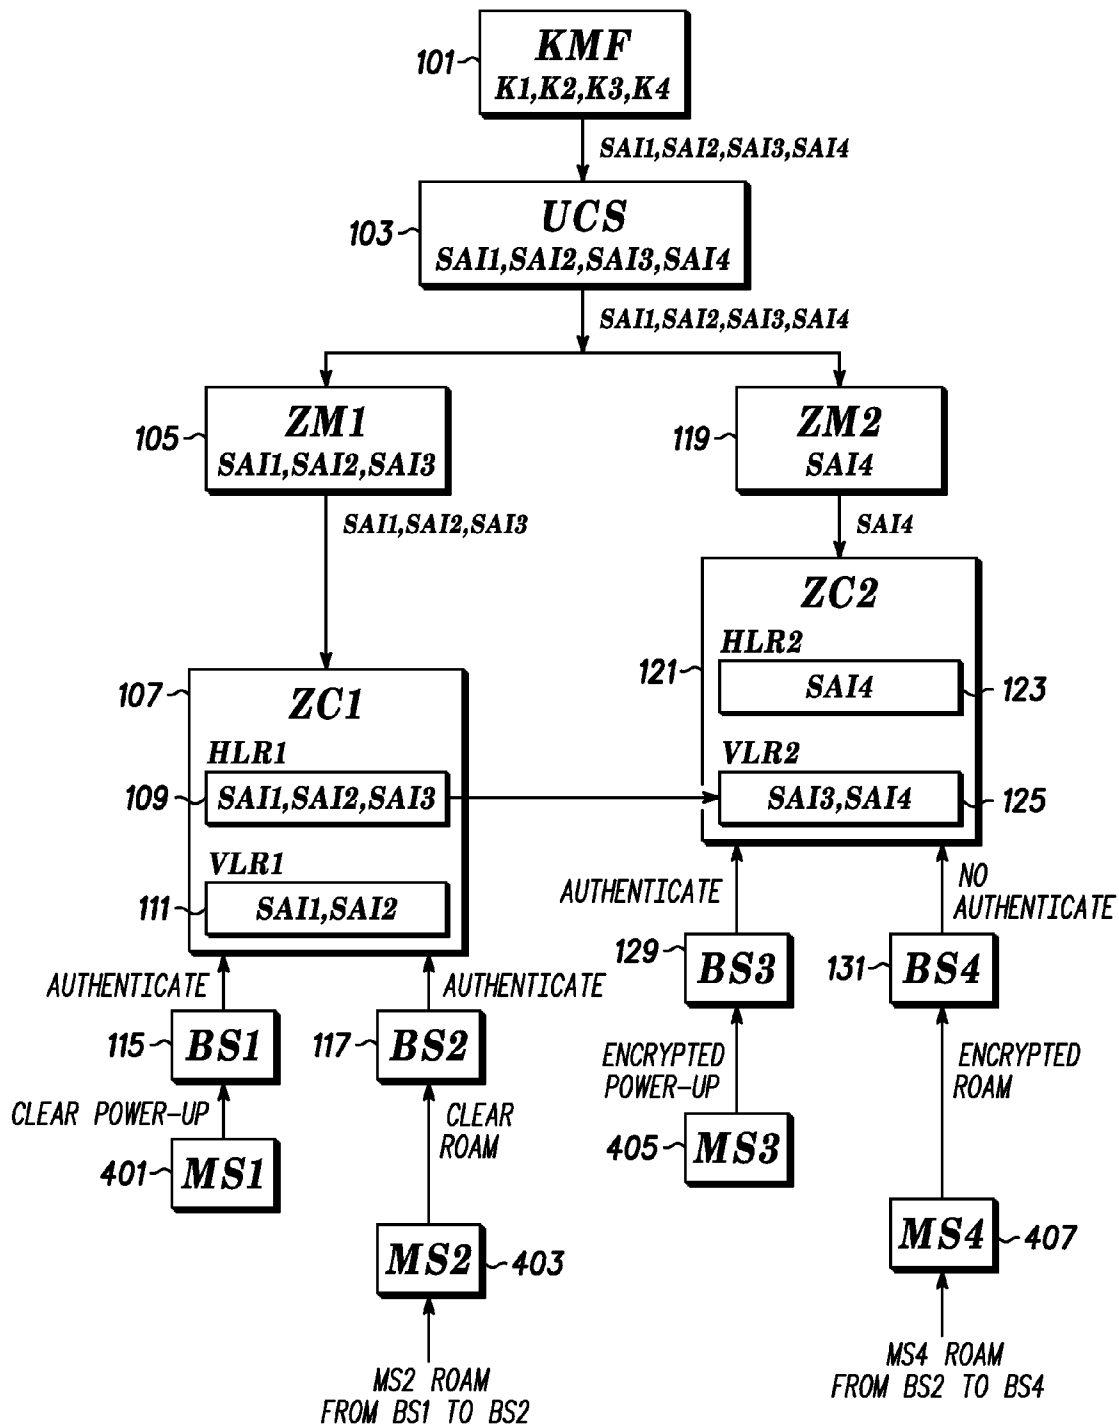 KMF
101
K1,K2,K3,K4
SAI1,SAI2,SAI3,SAI4
UCS
103
SAI1,SAI2,SAI3,SAI4
SAI1,SAI2,SAI3,SAI4
ZM1
105
SAI1,SAI2,SAI3
ZM2
119
SAI4
SAI1,SAI2,SAI3
SAI4
ZC2
HLR2
121
SAI4
123
VLR2
SAI3,SAI4
125
107
ZC1
HLR1
109
SAI1,SAI2,SAI3
VLR1
111
SAI1,SAI2
AUTHENTICATE
AUTHENTICATE
AUTHENTICATE
NO
AUTHENTICATE
115
BS1
117
BS2
129
BS3
131
BS4
CLEAR POWER-UP
CLEAR
ROAM
ENCRYPTED
POWER-UP
ENCRYPTED
ROAM
401
MS1
MS2
403
405
MS3
MS4
407
MS2 ROAM
FROM BS1 TO BS2
MS4 ROAM
FROM BS2 TO BS4